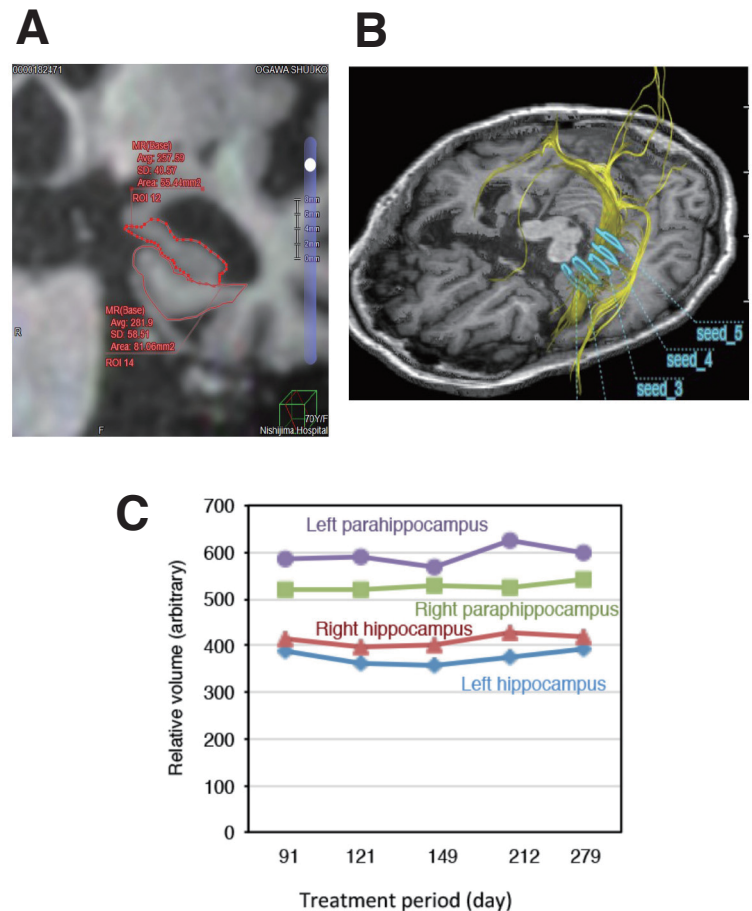 A
B
0000182471
OGAWA SHIJKO
MR(Base)
Avg: 257.59
SD: 40.57
Area: 55.44mm2
ROI 12
MR(Base)
Avg: 281.9
SD: 58.51
Area: 81.06mm2
ROI 14
R
F
70Y/F
Nishijima Hospital
seed_5
seed_4
seed_3
C
700
600
500
400
300
200
100
0
Relative volume (arbitrary)
Left parahippocampus
Right paraphippocampus
Right hippocampus
Left hippocampus
91 121 149 212 279
Treatment period (day)